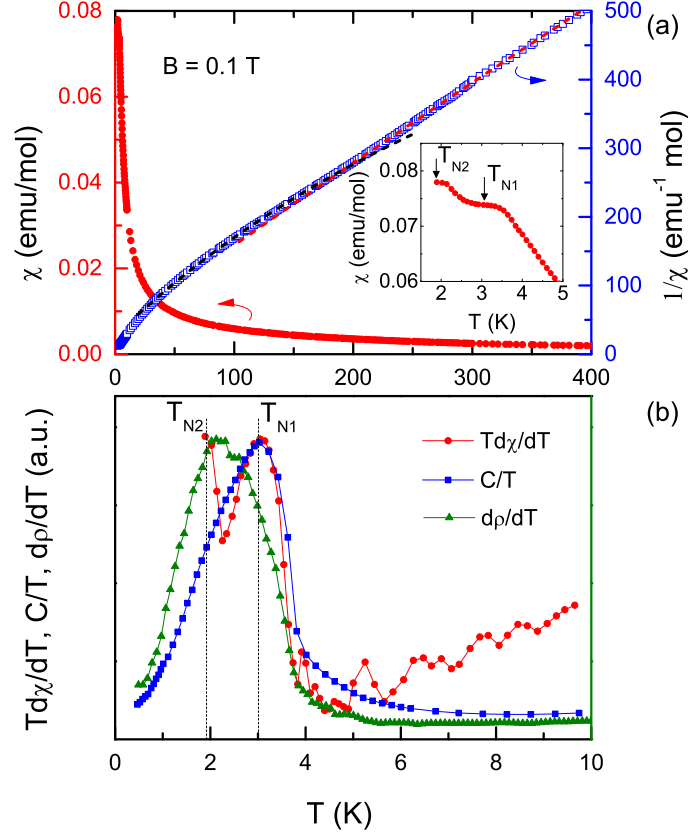 (a)
B = 0.1 T
χ (emu/mol)
0.08
0.06
0.04
0.02
0.00
1/χ (emu⁻¹ mol)
500
400
300
200
100
0
0 100 200 300 400
T_N2
T_N1
χ (emu/mol)
0.08
0.07
0.06
2 3 4 5
T (K)
(b)
T_N2 T_N1
Tdχ/dT
C/T
dρ/dT
Tdχ/dT, C/T, dρ/dT (a.u.)
0 2 4 6 8 10
T (K)